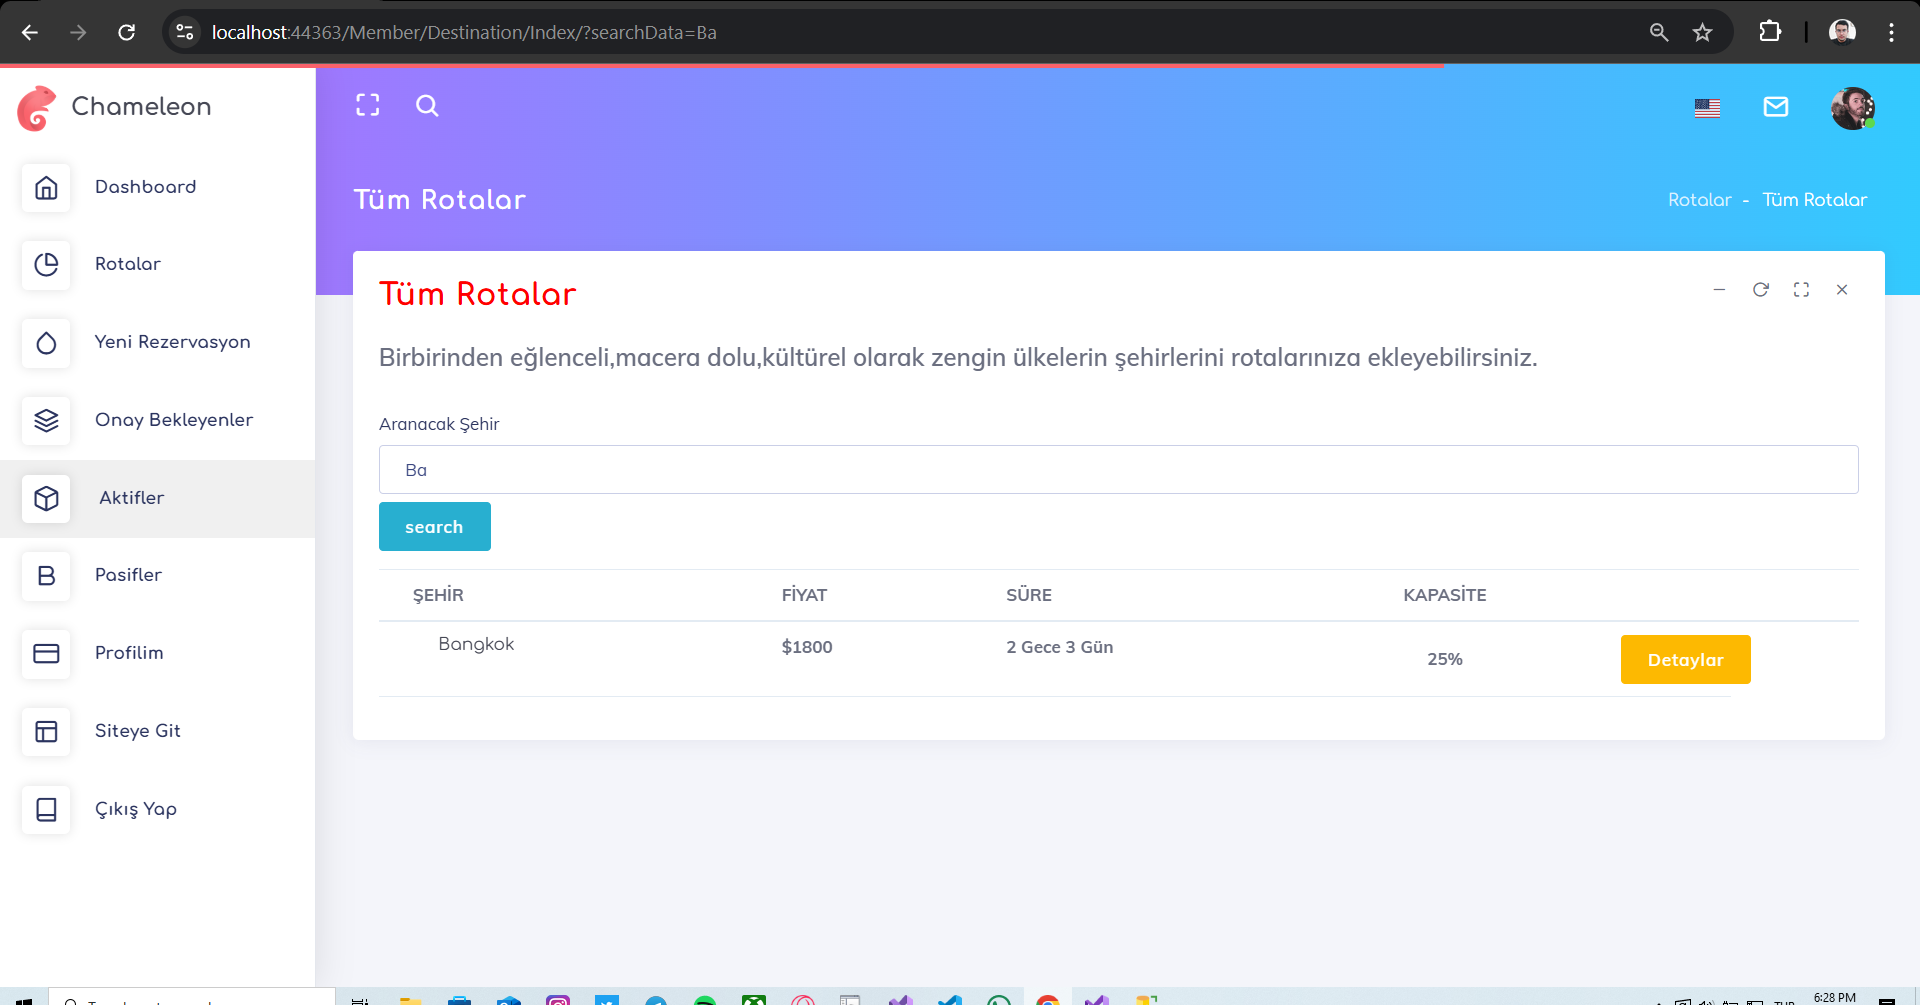 localhost:44363/Member/Destination/Index/?searchData=Ba
Chameleon
Dashboard
Rotalar
Yeni Rezervasyon
Onay Bekleyenler
Aktifler
Pasifler
Profilim
Siteye Git
Çıkış Yap
Tüm Rotalar
Rotalar - Tüm Rotalar
Tüm Rotalar
Birbirinden eğlenceli,macera dolu,kültürel olarak zengin ülkelerin şehirlerini rotalarınıza ekleyebilirsiniz.
Aranacak Şehir
Ba
search
ŞEHİR FİYAT SÜRE KAPASİTE
Bangkok $1800 2 Gece 3 Gün 25% Detaylar
6:28 PM